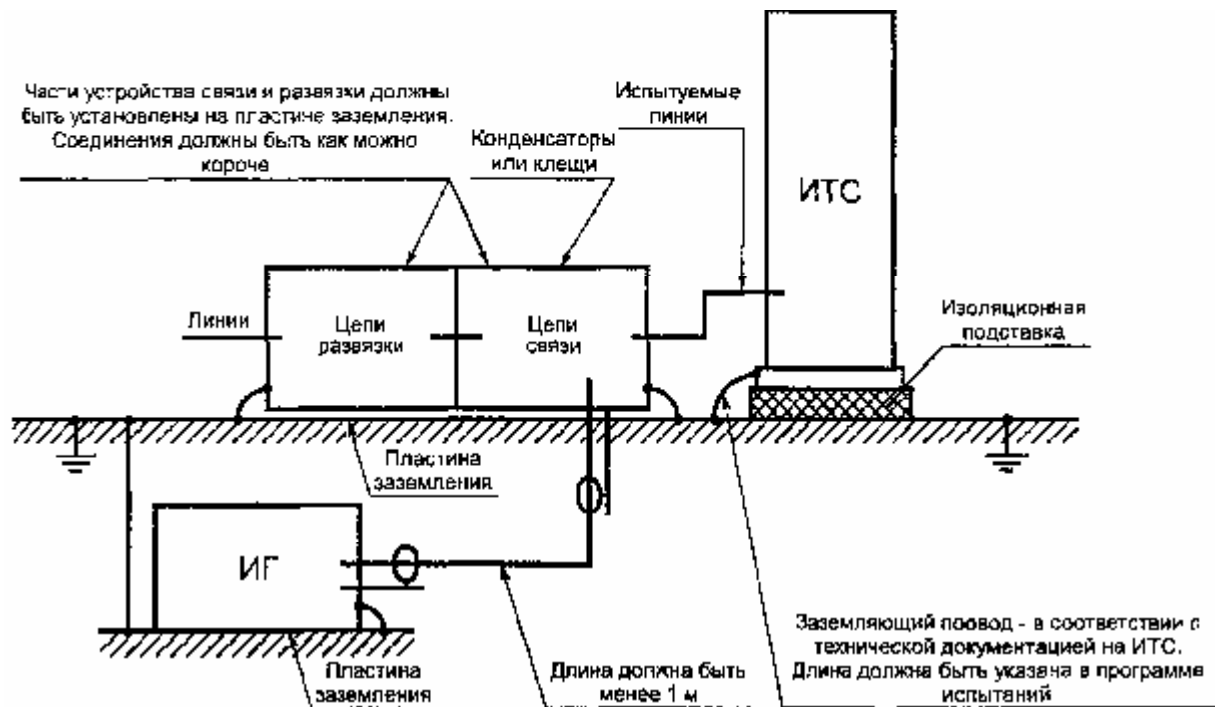 Части устройства связи и развязки должны
быть установлены на пластине заземления.
Соединения должны быть как можно
короче
Конденсаторы
или клещи
Испытуемые
линии
ИТС
Линии
Цепи
развязки
Цепи
связи
Изоляционная
подставка
Пластина
заземления
ИГ
Пластина
заземления
Длина должна быть
менее 1 м
Заземляющий провод - в соответствии с
технической документацией на ИТС.
Длина должна быть указана в программе
испытаний